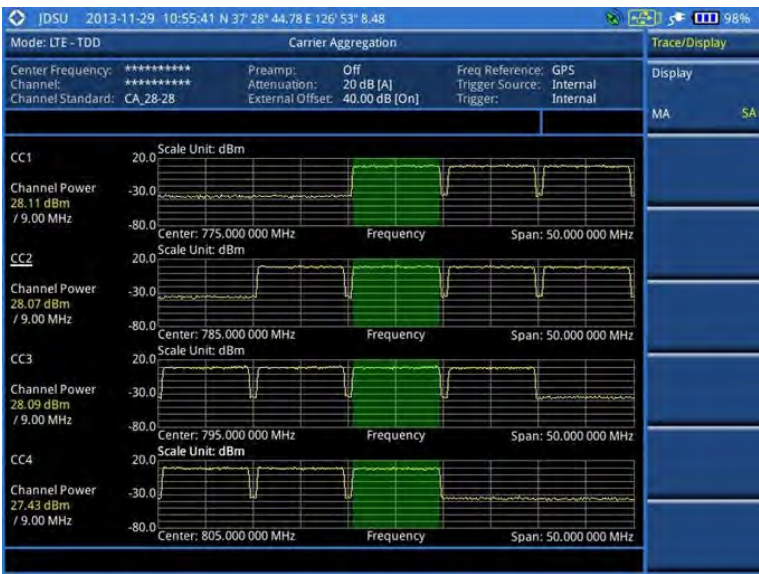 JDSU 2013-11-29 10:55:41 N 37' 28" 44.78 E 126' 53" 8.48 98%
Mode: LTE - TDD Carrier Aggregation Trace/Display
Center Frequency: ********** Preamp: Off Freq Reference: GPS
Channel: ********** Attenuation: 20 dB [A] Trigger Source: Internal
Channel Standard: CA_28-28 External Offset: 40.00 dB [On] Trigger: Internal
Display
MA SA
CC1
20.0 Scale Unit: dBm
Channel Power -30.0
28.11 dBm
/ 9.00 MHz
-80.0
Center: 775.000 000 MHz Frequency Span: 50.000 000 MHz
CC2
20.0 Scale Unit: dBm
Channel Power -30.0
28.07 dBm
/ 9.00 MHz
-80.0
Center: 785.000 000 MHz Frequency Span: 50.000 000 MHz
CC3
20.0 Scale Unit: dBm
Channel Power -30.0
28.09 dBm
/ 9.00 MHz
-80.0
Center: 795.000 000 MHz Frequency Span: 50.000 000 MHz
CC4
20.0 Scale Unit: dBm
Channel Power -30.0
27.43 dBm
/ 9.00 MHz
-80.0
Center: 805.000 000 MHz Frequency Span: 50.000 000 MHz